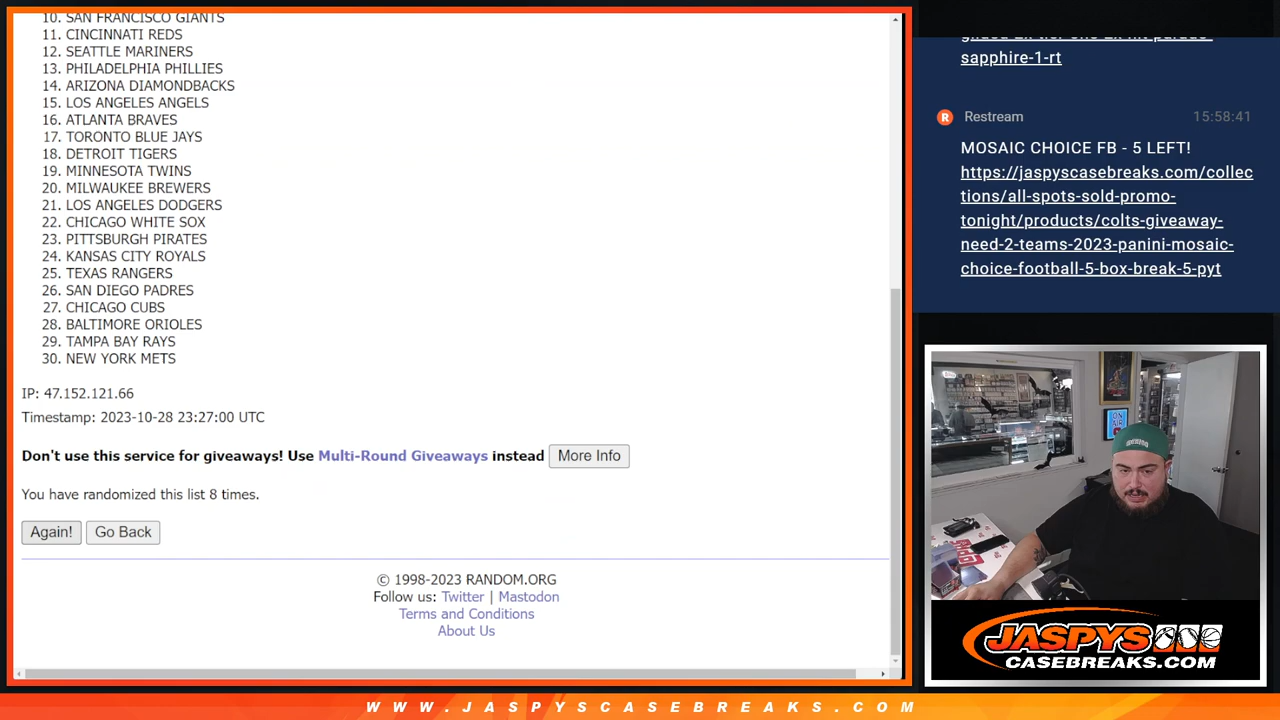 10. SAN FRANCISCO GIANTS
11. CINCINNATI REDS
12. SEATTLE MARINERS
13. PHILADELPHIA PHILLIES
14. ARIZONA DIAMONDBACKS
15. LOS ANGELES ANGELS
16. ATLANTA BRAVES
17. TORONTO BLUE JAYS
18. DETROIT TIGERS
19. MINNESOTA TWINS
20. MILWAUKEE BREWERS
21. LOS ANGELES DODGERS
22. CHICAGO WHITE SOX
23. PITTSBURGH PIRATES
24. KANSAS CITY ROYALS
25. TEXAS RANGERS
26. SAN DIEGO PADRES
27. CHICAGO CUBS
28. BALTIMORE ORIOLES
29. TAMPA BAY RAYS
30. NEW YORK METS
IP: 47.152.121.66
Timestamp: 2023-10-28 23:27:00 UTC
Don't use this service for giveaways! Use Multi-Round Giveaways instead More Info
You have randomized this list 8 times.
Again! Go Back
© 1998-2023 RANDOM.ORG
Follow us: Twitter | Mastodon
Terms and Conditions
About Us
sapphire-1-rt
R Restream 15:58:41
MOSAIC CHOICE FB - 5 LEFT!
https://jaspyscasebreaks.com/collec
tions/all-spots-sold-promo-
tonight/products/colts-giveaway-
need-2-teams-2023-panini-mosaic-
choice-football-5-box-break-5-pyt
ON
AIR
JASPYS
CASEBREAKS.COM
WWW.JASPYSCASEBREAKS.COM